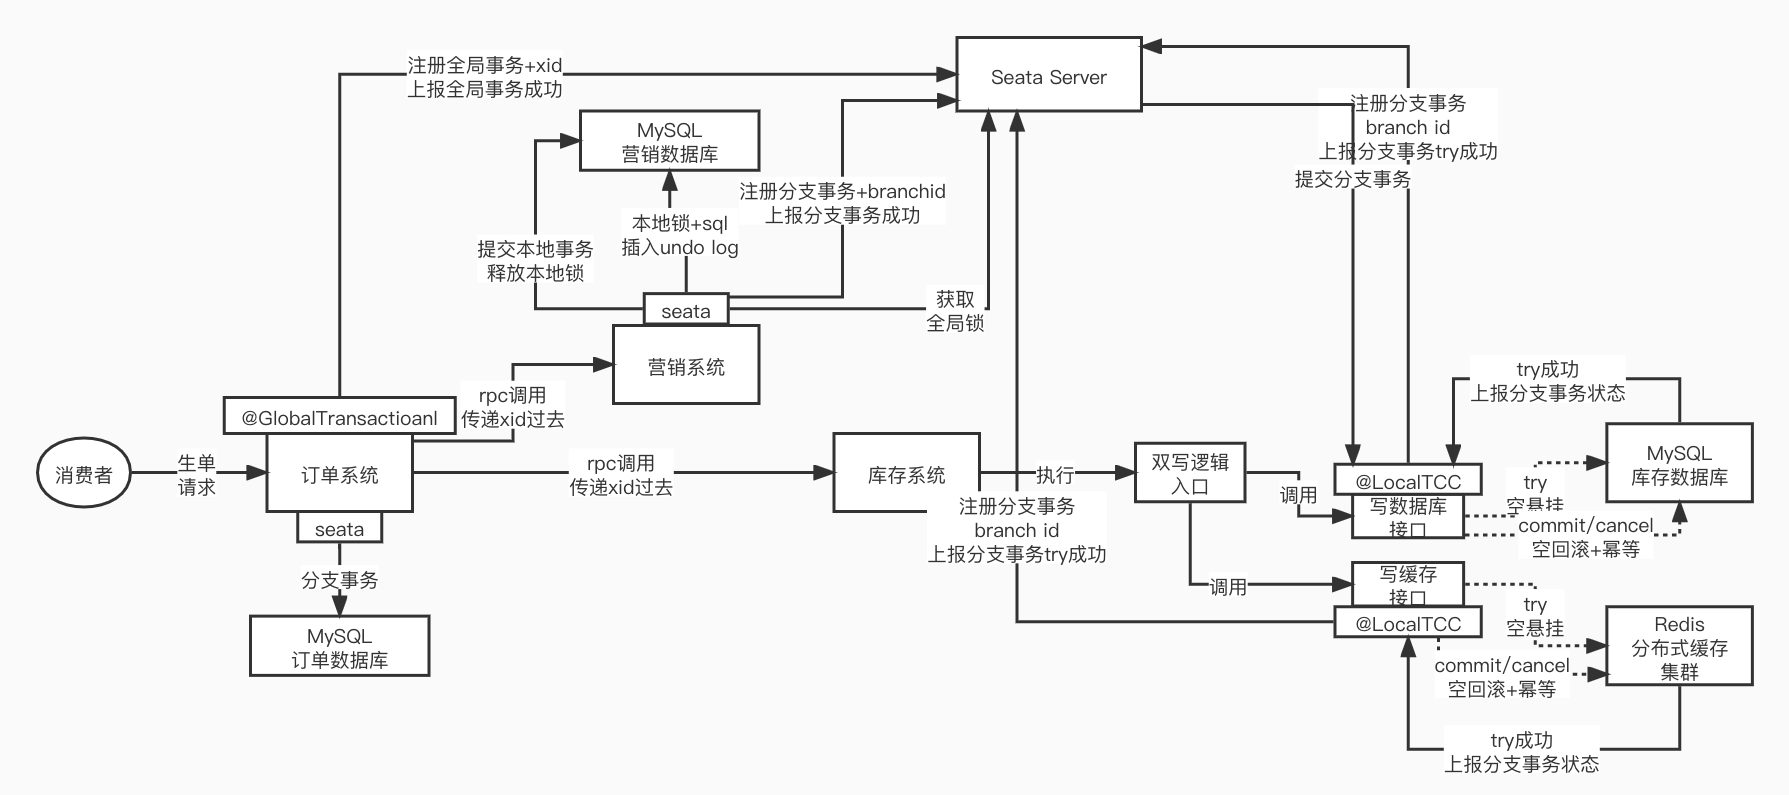 注册全局事务+xid
上报全局事务成功
Seata Server
MySQL
营销数据库
注册分支事务
branch id
上报分支事务try成功
提交分支事务
注册分支事务+branchid
上报分支事务成功
本地锁+sql
插入undo log
提交本地事务
释放本地锁
获取
全局锁
seata
营销系统
rpc调用
传递xid过去
@GlobalTransactioanl
消费者
生单
请求
订单系统
rpc调用
传递xid过去
库存系统
执行
双写逻辑
入口
调用
@LocalTCC
写数据库
接口
try成功
上报分支事务状态
MySQL
库存数据库
try
空悬挂
commit/cancel
空回滚+幂等
注册分支事务
branch id
上报分支事务try成功
seata
分支事务
MySQL
订单数据库
调用
写缓存
接口
@LocalTCC
try
空悬挂
commit/cancel
空回滚+幂等
Redis
分布式缓存
集群
try成功
上报分支事务状态